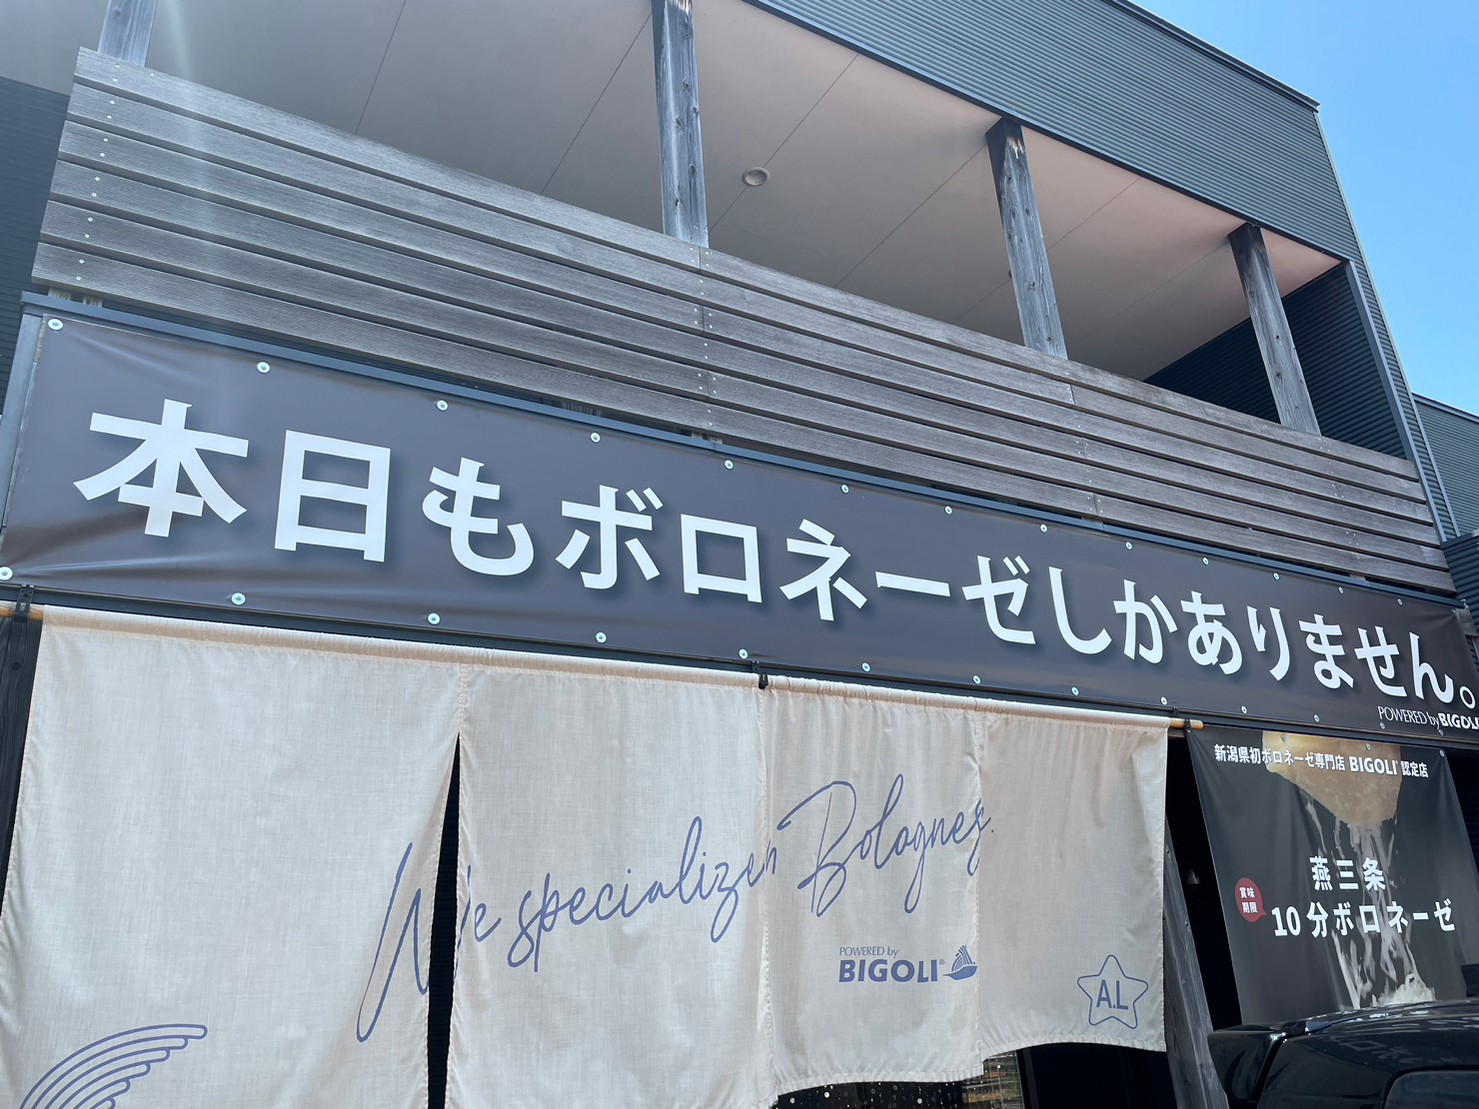 本日もボロネーゼしかありません。
POWERED by BIGOLI
We specialize in Bolognese.
POWERED by
BIGOLI®
A.L
新潟県初ボロネーゼ専門店 BIGOLI® 認定店
燕三条
賞味
期限
10分ボロネーゼ